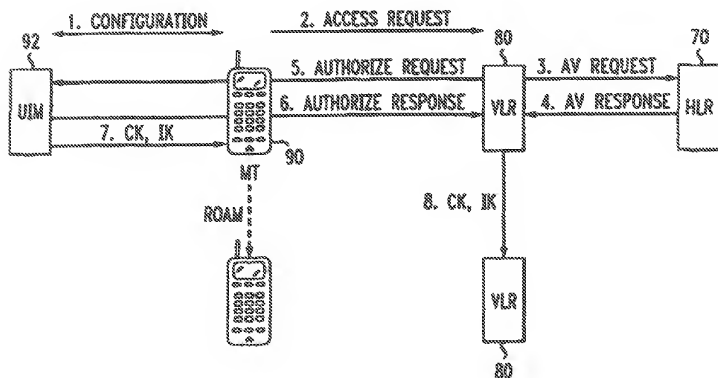 1. CONFIGURATION
2. ACCESS REQUEST
92
80
70
5. AUTHORIZE REQUEST
3. AV REQUEST
UIM
VLR
HLR
6. AUTHORIZE RESPONSE
4. AV RESPONSE
7. CK, IK
90
MT
ROAM
8. CK, IK
VLR
80